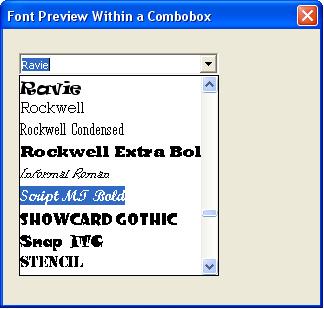 Font Preview Within a Combobox
Ravie
Ravie
Rockwell
Rockwell Condensed
Rockwell Extra Bol
Informal Roman
Script MT Bold
SHOWCARD GOTHIC
Snap ITC
STENCIL